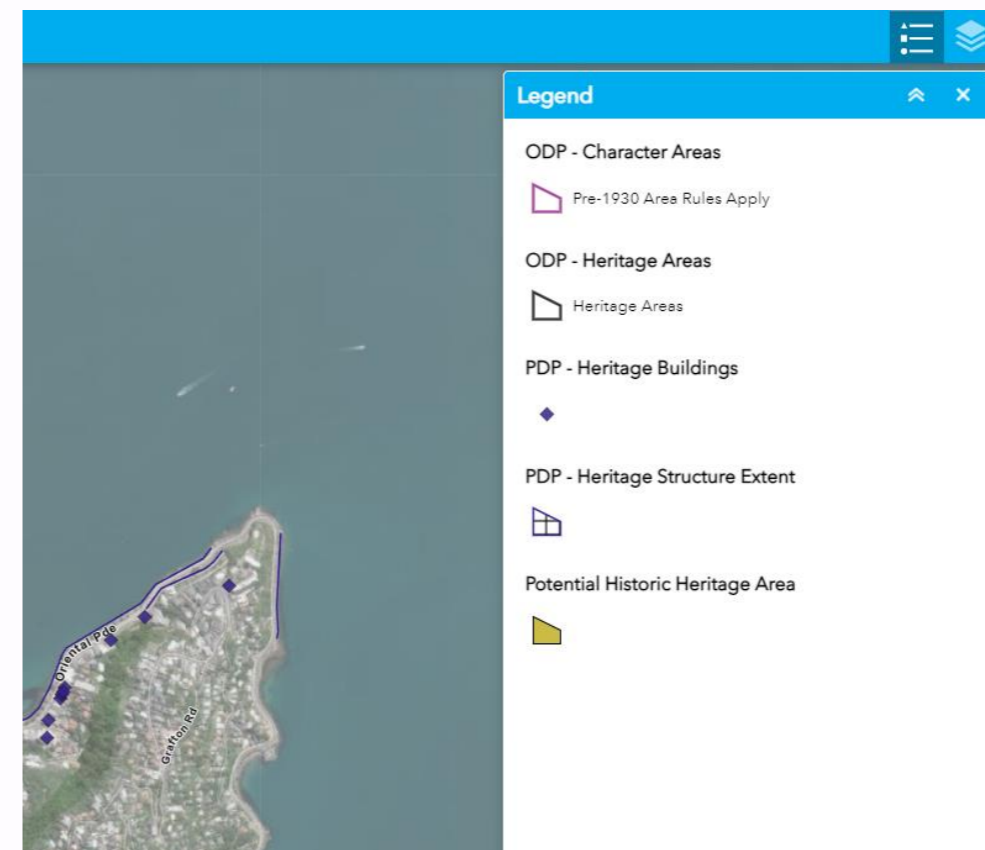 Legend
ODP - Character Areas
Pre-1930 Area Rules Apply
ODP - Heritage Areas
Heritage Areas
PDP - Heritage Buildings
PDP - Heritage Structure Extent
Potential Historic Heritage Area
Oriental Pde
Grafton Rd